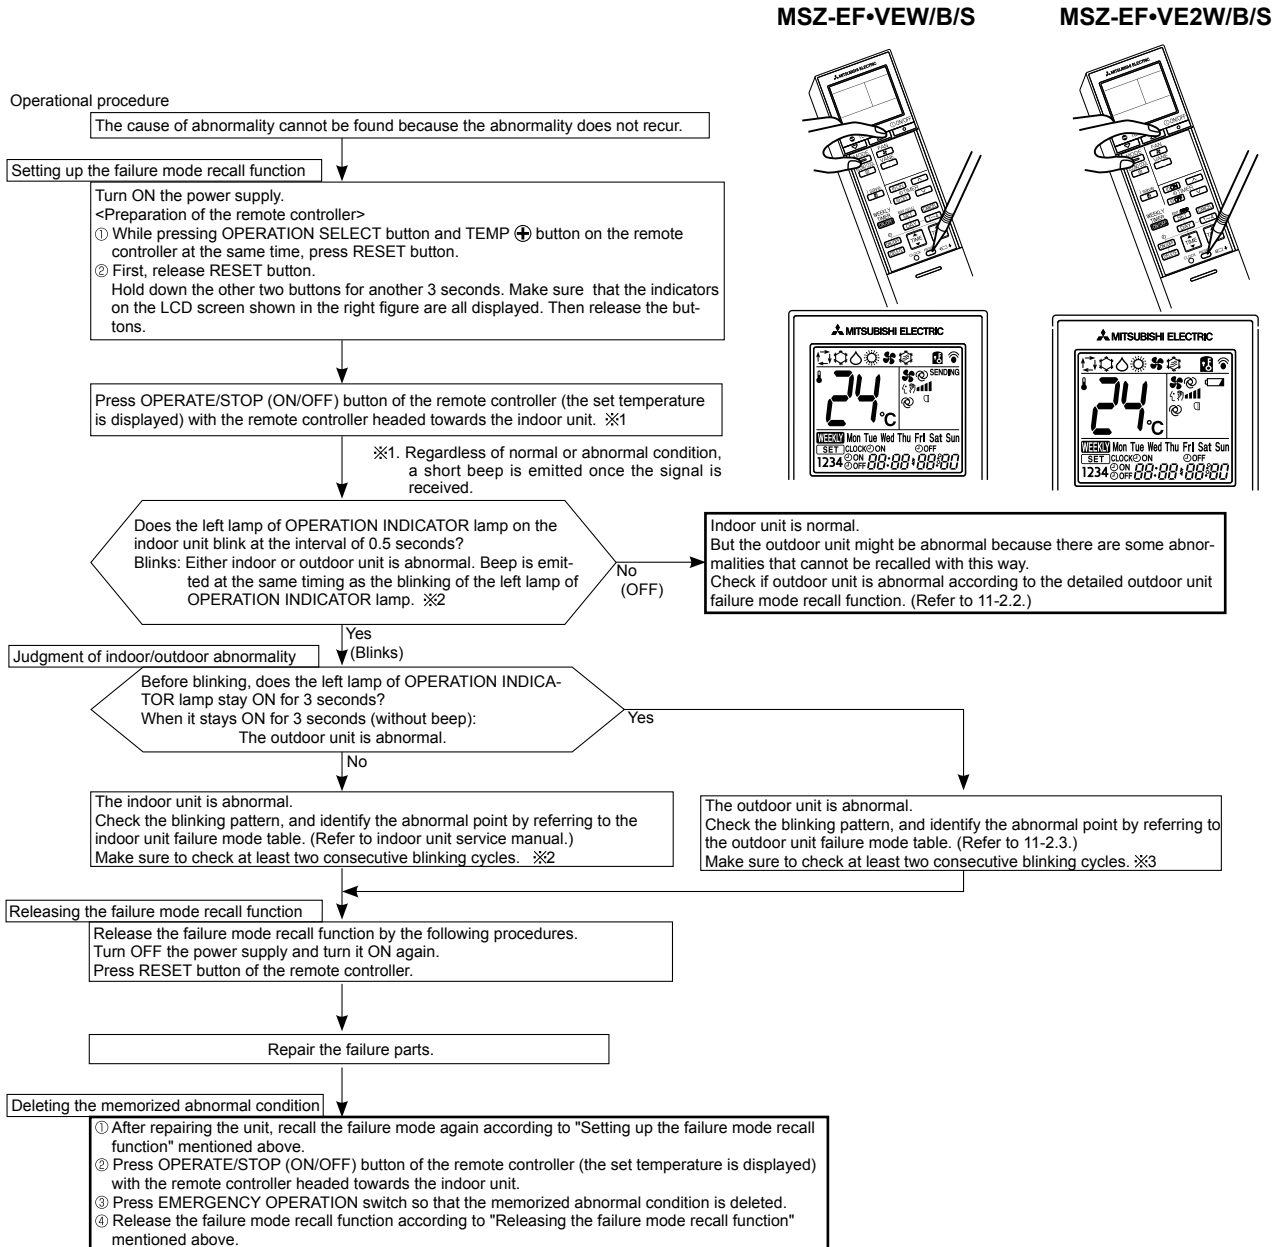 MSZ-EF•VEW/B/S
MSZ-EF•VE2W/B/S
Operational procedure
The cause of abnormality cannot be found because the abnormality does not recur.
Setting up the failure mode recall function
Turn ON the power supply.
<Preparation of the remote controller>
① While pressing OPERATION SELECT button and TEMP ⊕ button on the remote
controller at the same time, press RESET button.
② First, release RESET button.
Hold down the other two buttons for another 3 seconds. Make sure that the indicators
on the LCD screen shown in the right figure are all displayed. Then release the but-
tons.
Press OPERATE/STOP (ON/OFF) button of the remote controller (the set temperature
is displayed) with the remote controller headed towards the indoor unit. ※1
※1. Regardless of normal or abnormal condition,
a short beep is emitted once the signal is
received.
MITSUBISHI ELECTRIC
SENDING
24°C
WEEKLY Mon Tue Wed Thu Fri Sat Sun
SET CLOCK ON OFF
1234 ON OFF 88:88 88:88
MITSUBISHI ELECTRIC
24°C
WEEKLY Mon Tue Wed Thu Fri Sat Sun
SET CLOCK ON OFF
1234 ON OFF 88:88 88:88
Does the left lamp of OPERATION INDICATOR lamp on the
indoor unit blink at the interval of 0.5 seconds?
Blinks: Either indoor or outdoor unit is abnormal. Beep is emit-
ted at the same timing as the blinking of the left lamp of
OPERATION INDICATOR lamp. ※2
No
(OFF)
Indoor unit is normal.
But the outdoor unit might be abnormal because there are some abnor-
malities that cannot be recalled with this way.
Check if outdoor unit is abnormal according to the detailed outdoor unit
failure mode recall function. (Refer to 11-2.2.)
Yes
(Blinks)
Judgment of indoor/outdoor abnormality
Before blinking, does the left lamp of OPERATION INDICA-
TOR lamp stay ON for 3 seconds?
When it stays ON for 3 seconds (without beep):
The outdoor unit is abnormal.
Yes
No
The indoor unit is abnormal.
Check the blinking pattern, and identify the abnormal point by referring to the
indoor unit failure mode table. (Refer to indoor unit service manual.)
Make sure to check at least two consecutive blinking cycles. ※2
The outdoor unit is abnormal.
Check the blinking pattern, and identify the abnormal point by referring to
the outdoor unit failure mode table. (Refer to 11-2.3.)
Make sure to check at least two consecutive blinking cycles. ※3
Releasing the failure mode recall function
Release the failure mode recall function by the following procedures.
Turn OFF the power supply and turn it ON again.
Press RESET button of the remote controller.
Repair the failure parts.
Deleting the memorized abnormal condition
① After repairing the unit, recall the failure mode again according to "Setting up the failure mode recall
function" mentioned above.
② Press OPERATE/STOP (ON/OFF) button of the remote controller (the set temperature is displayed)
with the remote controller headed towards the indoor unit.
③ Press EMERGENCY OPERATION switch so that the memorized abnormal condition is deleted.
④ Release the failure mode recall function according to "Releasing the failure mode recall function"
mentioned above.